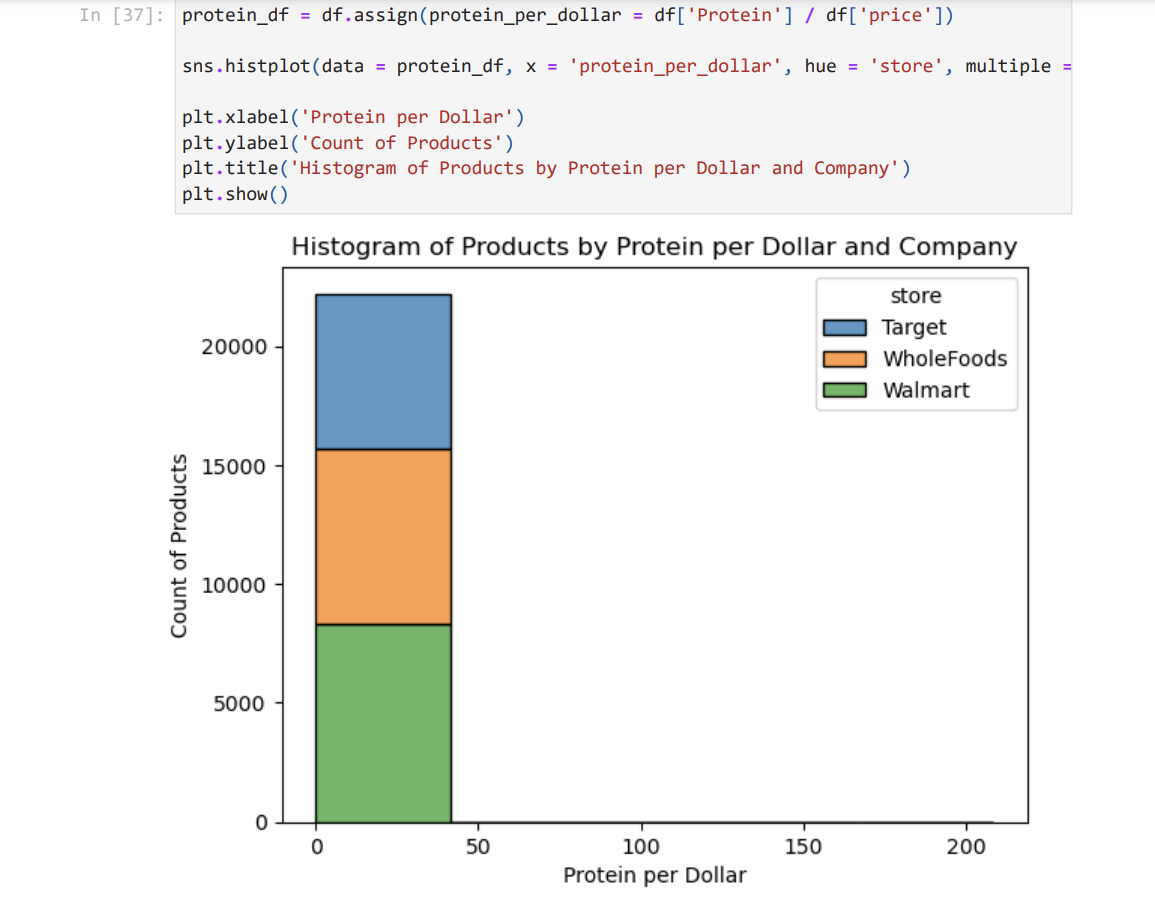 In [37]: protein_df = df.assign(protein_per_dollar = df['Protein'] / df['price'])
sns.histplot(data = protein_df, x = 'protein_per_dollar', hue = 'store', multiple =
plt.xlabel('Protein per Dollar')
plt.ylabel('Count of Products')
plt.title('Histogram of Products by Protein per Dollar and Company')
plt.show()
Histogram of Products by Protein per Dollar and Company
store
Target
WholeFoods
Walmart
20000
15000
10000
5000
0
Count of Products
0 50 100 150 200
Protein per Dollar